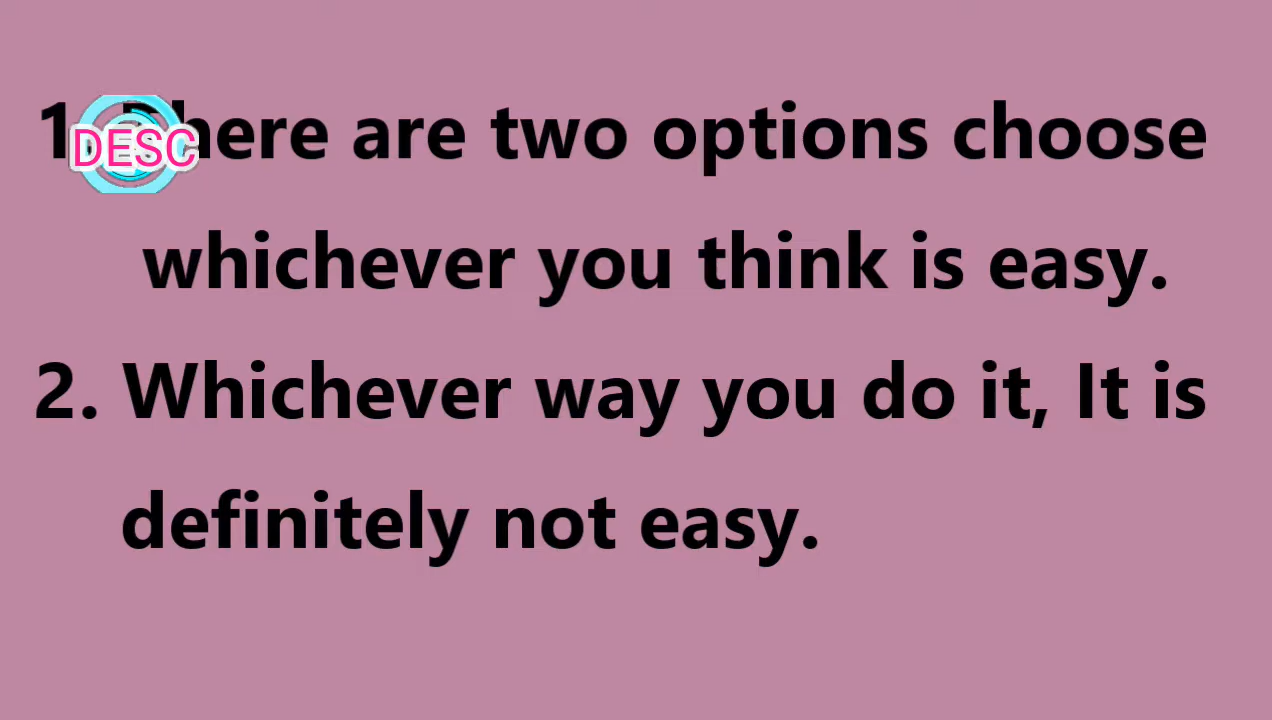 1. There are two options choose
whichever you think is easy.
2. Whichever way you do it, It is
definitely not easy.
DESC